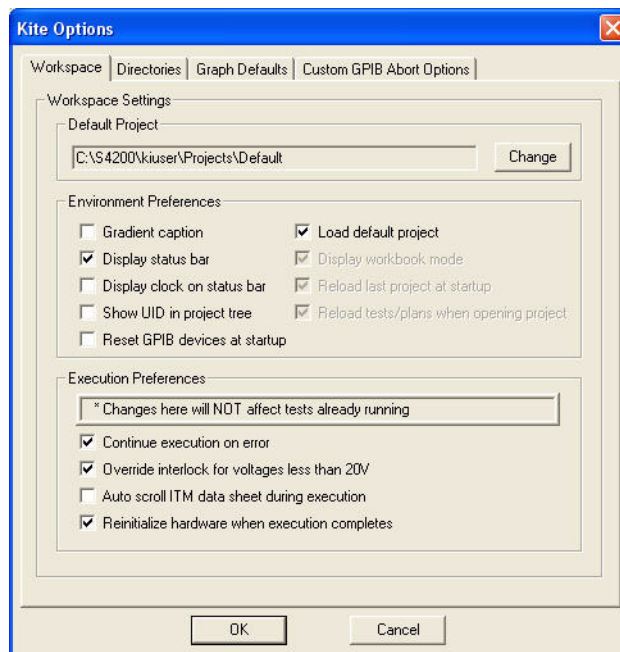 Kite Options
Workspace Directories Graph Defaults Custom GPIB Abort Options
Workspace Settings
Default Project
C:\S4200\kiuser\Projects\Default Change
Environment Preferences
Gradient caption Load default project
Display status bar Display workbook mode
Display clock on status bar Reload last project at startup
Show UID in project tree Reload tests/plans when opening project
Reset GPIB devices at startup
Execution Preferences
* Changes here will NOT affect tests already running
Continue execution on error
Override interlock for voltages less than 20V
Auto scroll ITM data sheet during execution
Reinitialize hardware when execution completes
OK Cancel